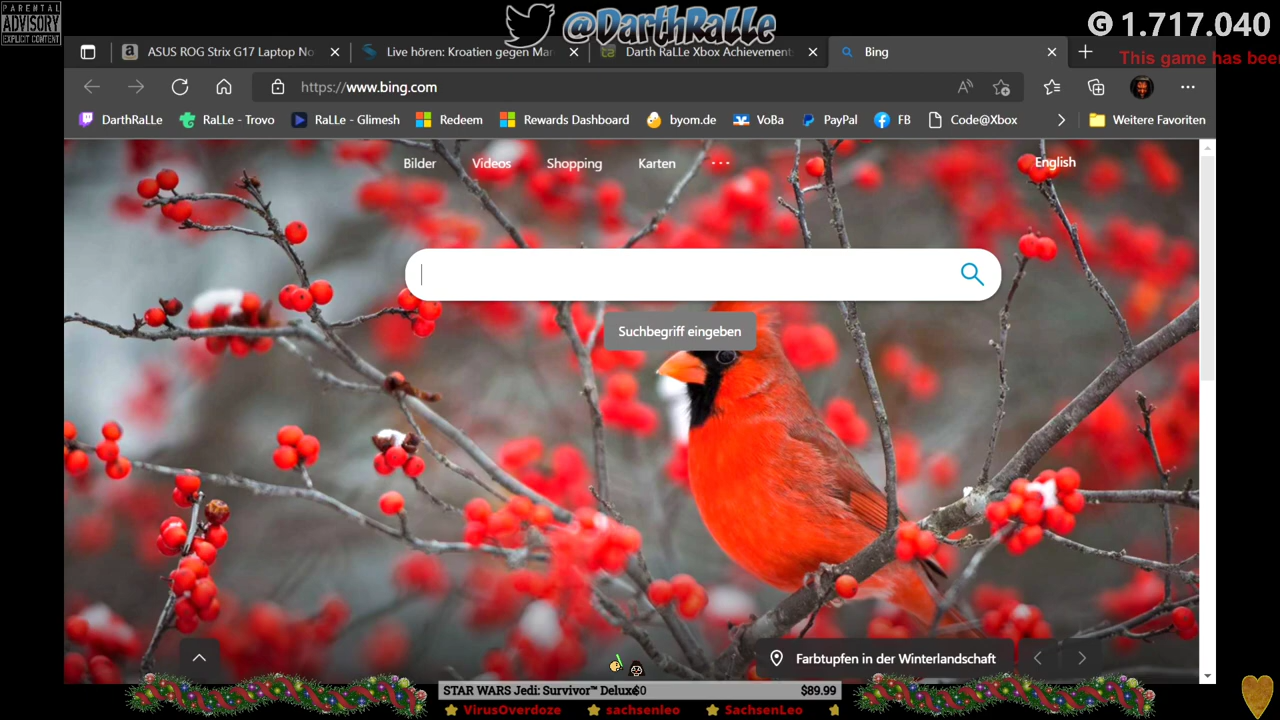 PARENTAL
ADVISORY
EXPLICIT CONTENT
@DarthRaLLe
G 1.717.040
This game has been
ASUS ROG Strix G17 Laptop No
Live hören: Kroatien gegen Mar
Darth RaLLe Xbox Achievement
Bing
https://www.bing.com
DarthRaLLe
RaLLe - Trovo
RaLLe - Glimesh
Redeem
Rewards Dashboard
byom.de
VoBa
PayPal
FB
Code@Xbox
Weitere Favoriten
Bilder
Videos
Shopping
Karten
English
Suchbegriff eingeben
Farbtupfen in der Winterlandschaft
STAR WARS Jedi: Survivor™ Deluxe $0 $89.99
VirusOverdoze
sachsenleo
SachsenLeo